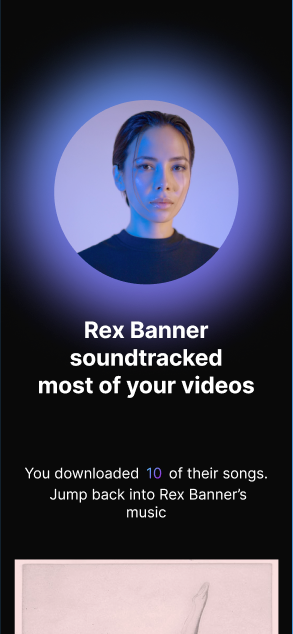 Rex Banner
soundtracked
most of your videos
You downloaded 10 of their songs.
Jump back into Rex Banner’s
music